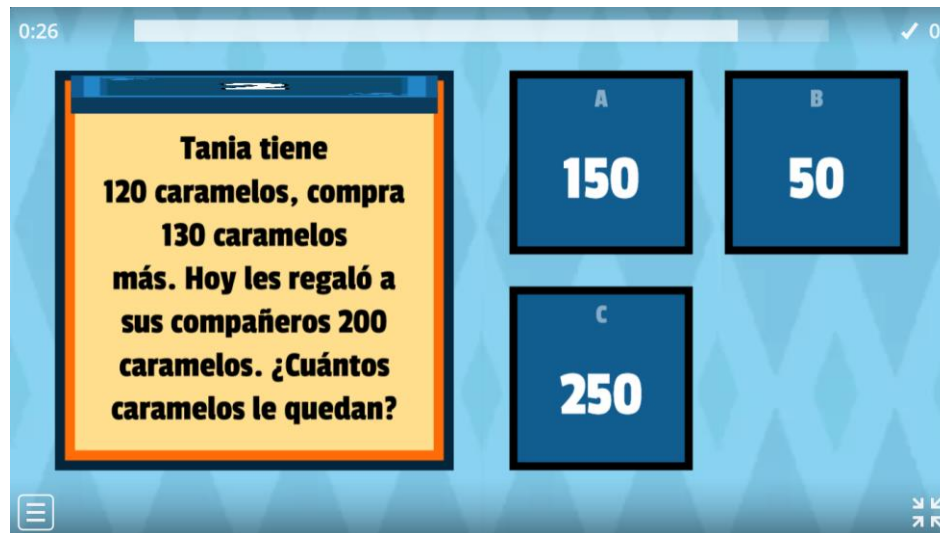 0:26
✓ 0
Tania tiene
120 caramelos, compra
130 caramelos
más. Hoy les regaló a
sus compañeros 200
caramelos. ¿Cuántos
caramelos le quedan?
A
150
B
50
C
250